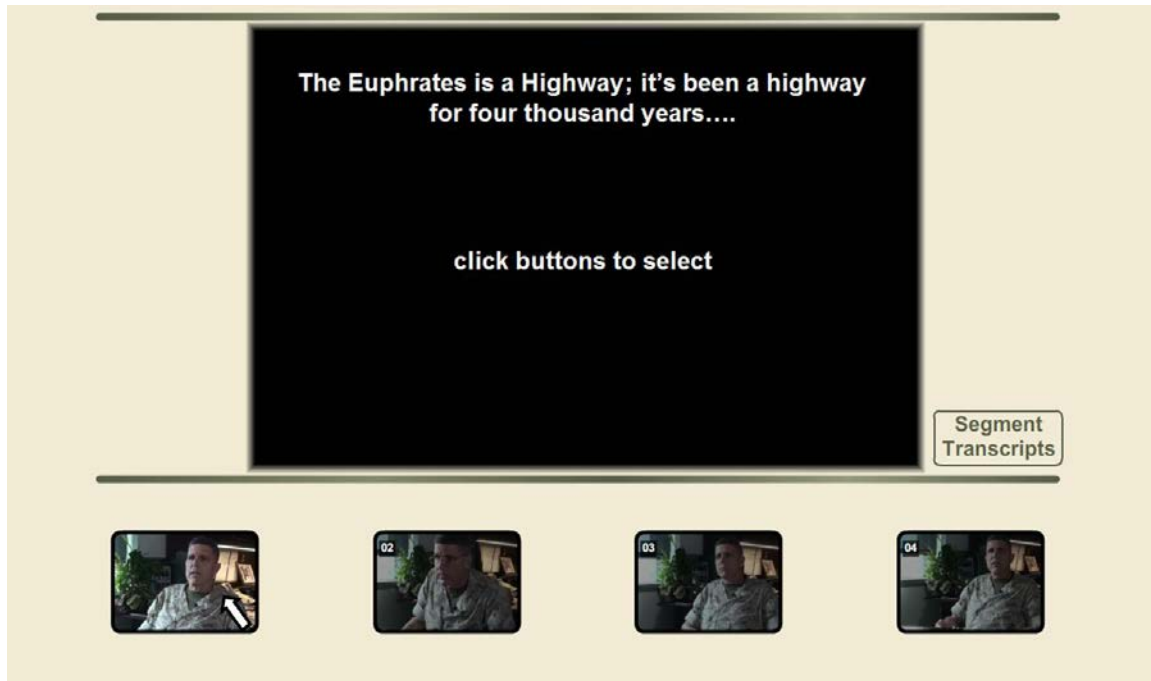 The Euphrates is a Highway; it's been a highway
for four thousand years....
click buttons to select
Segment
Transcripts
02
03
04